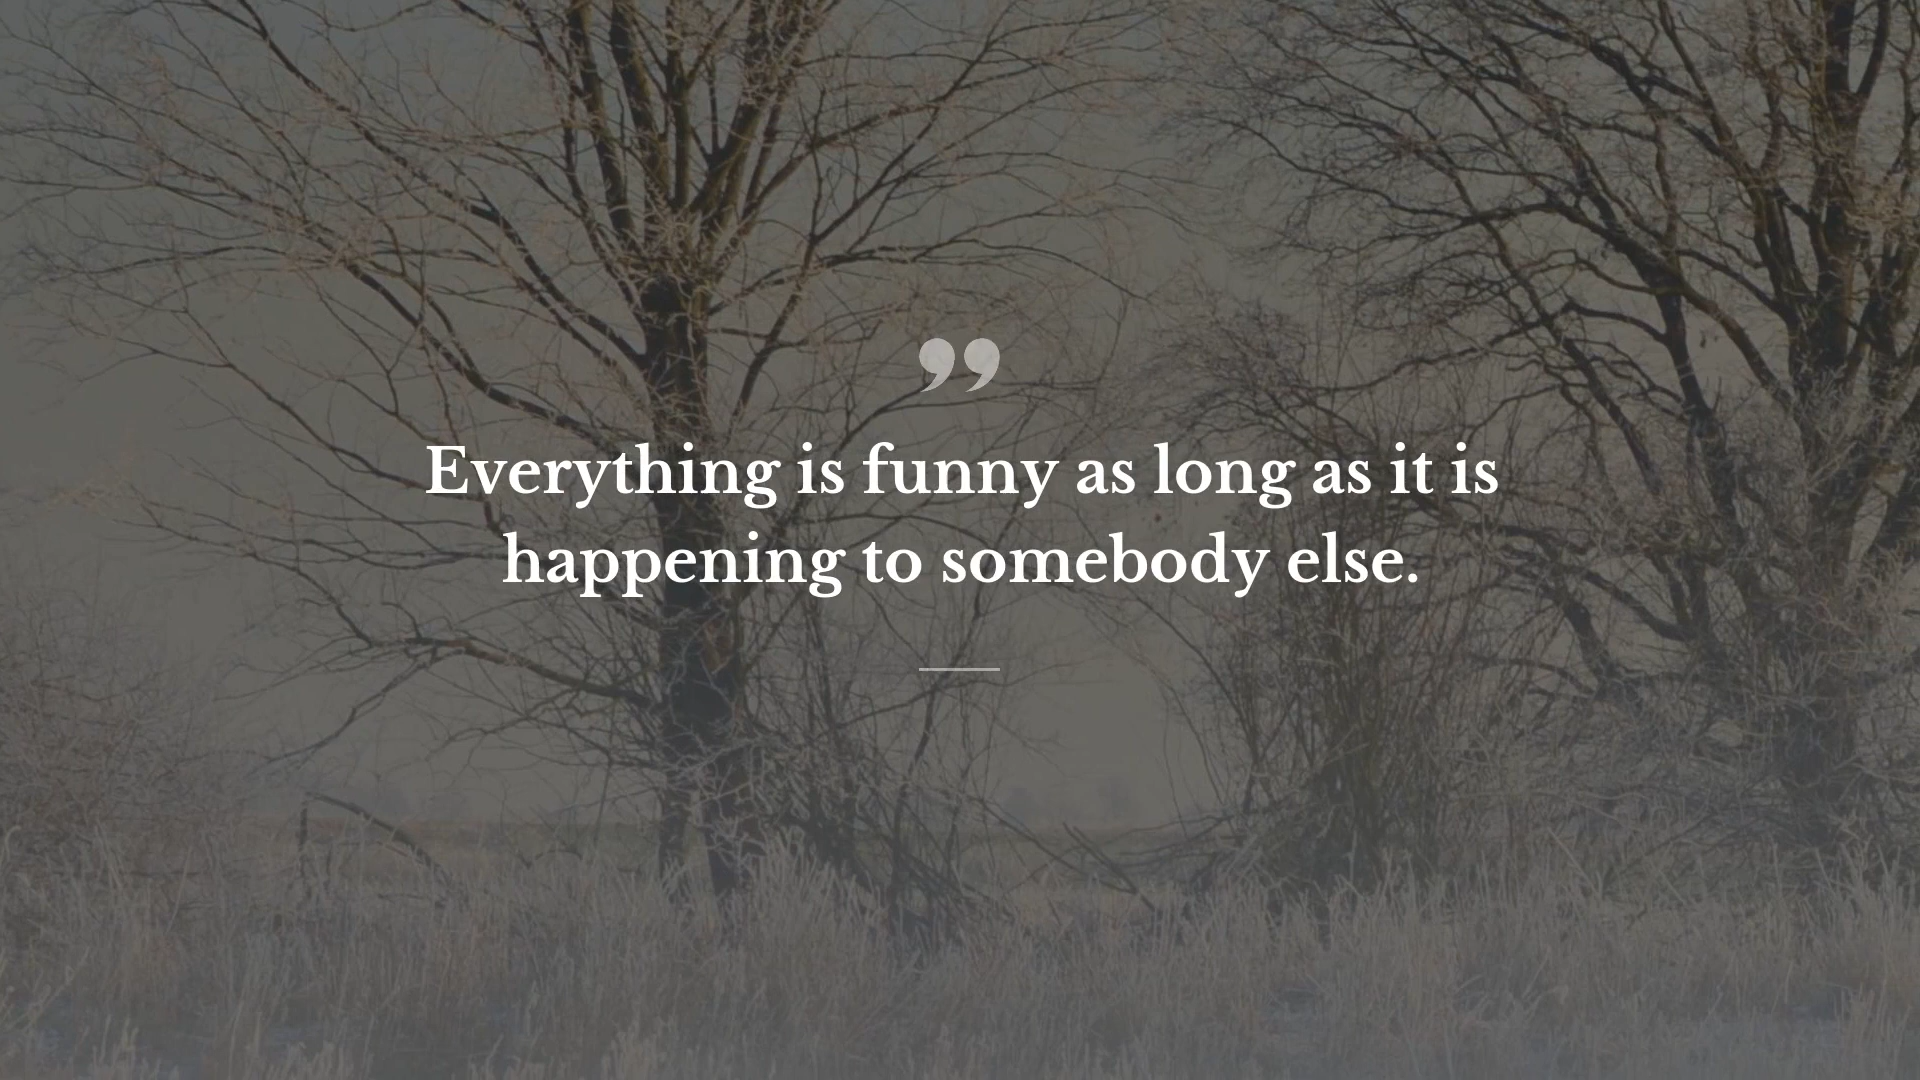 ”
Everything is funny as long as it is
happening to somebody else.